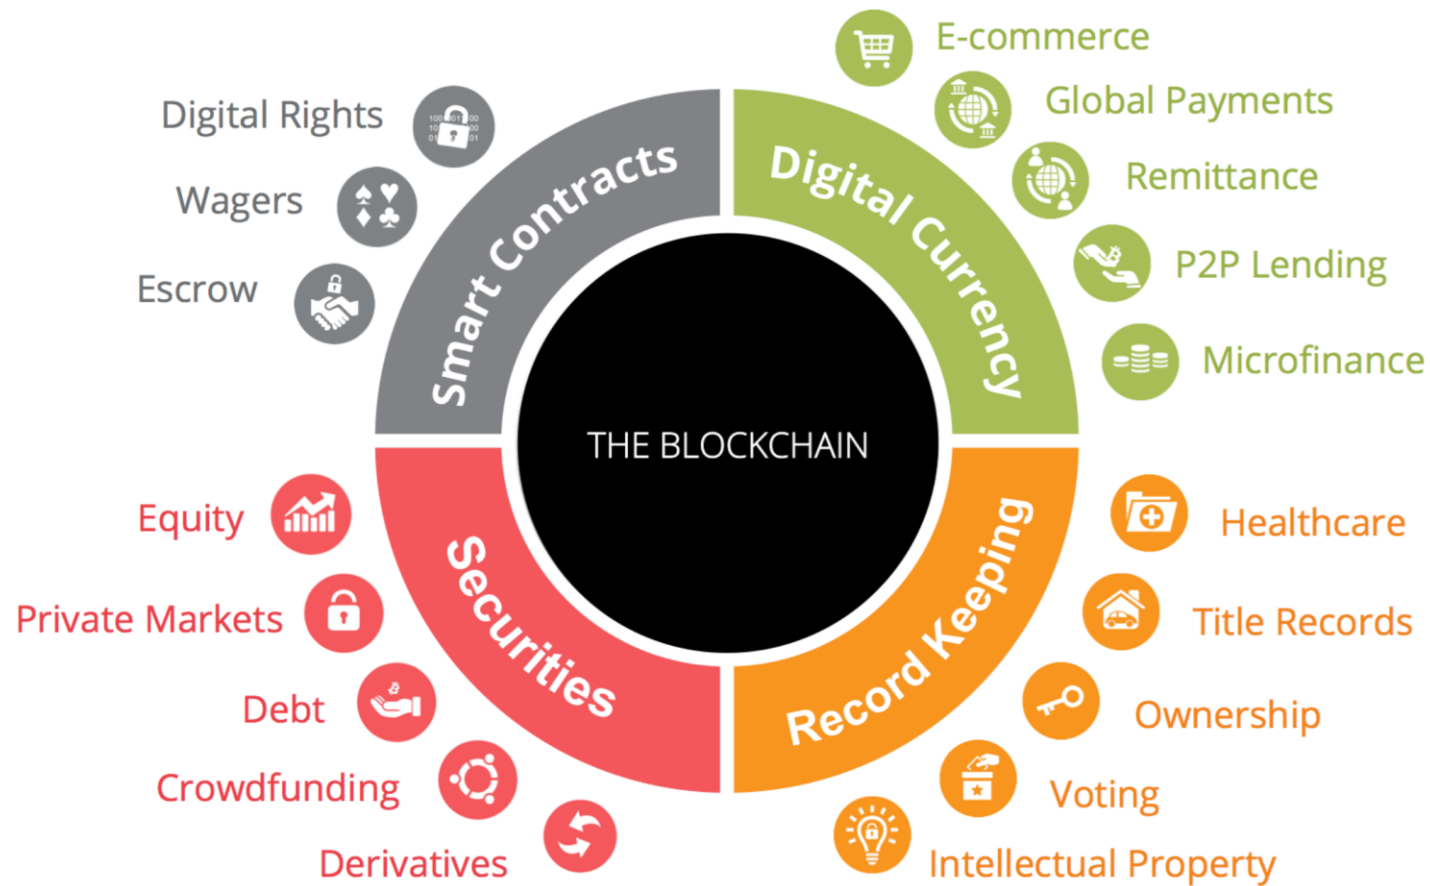 E-commerce
Global Payments
Remittance
P2P Lending
Microfinance
Digital Rights
Wagers
Escrow
Smart Contracts
Digital Currency
THE BLOCKCHAIN
Securities
Record Keeping
Equity
Private Markets
Debt
Crowdfunding
Derivatives
Healthcare
Title Records
Ownership
Voting
Intellectual Property